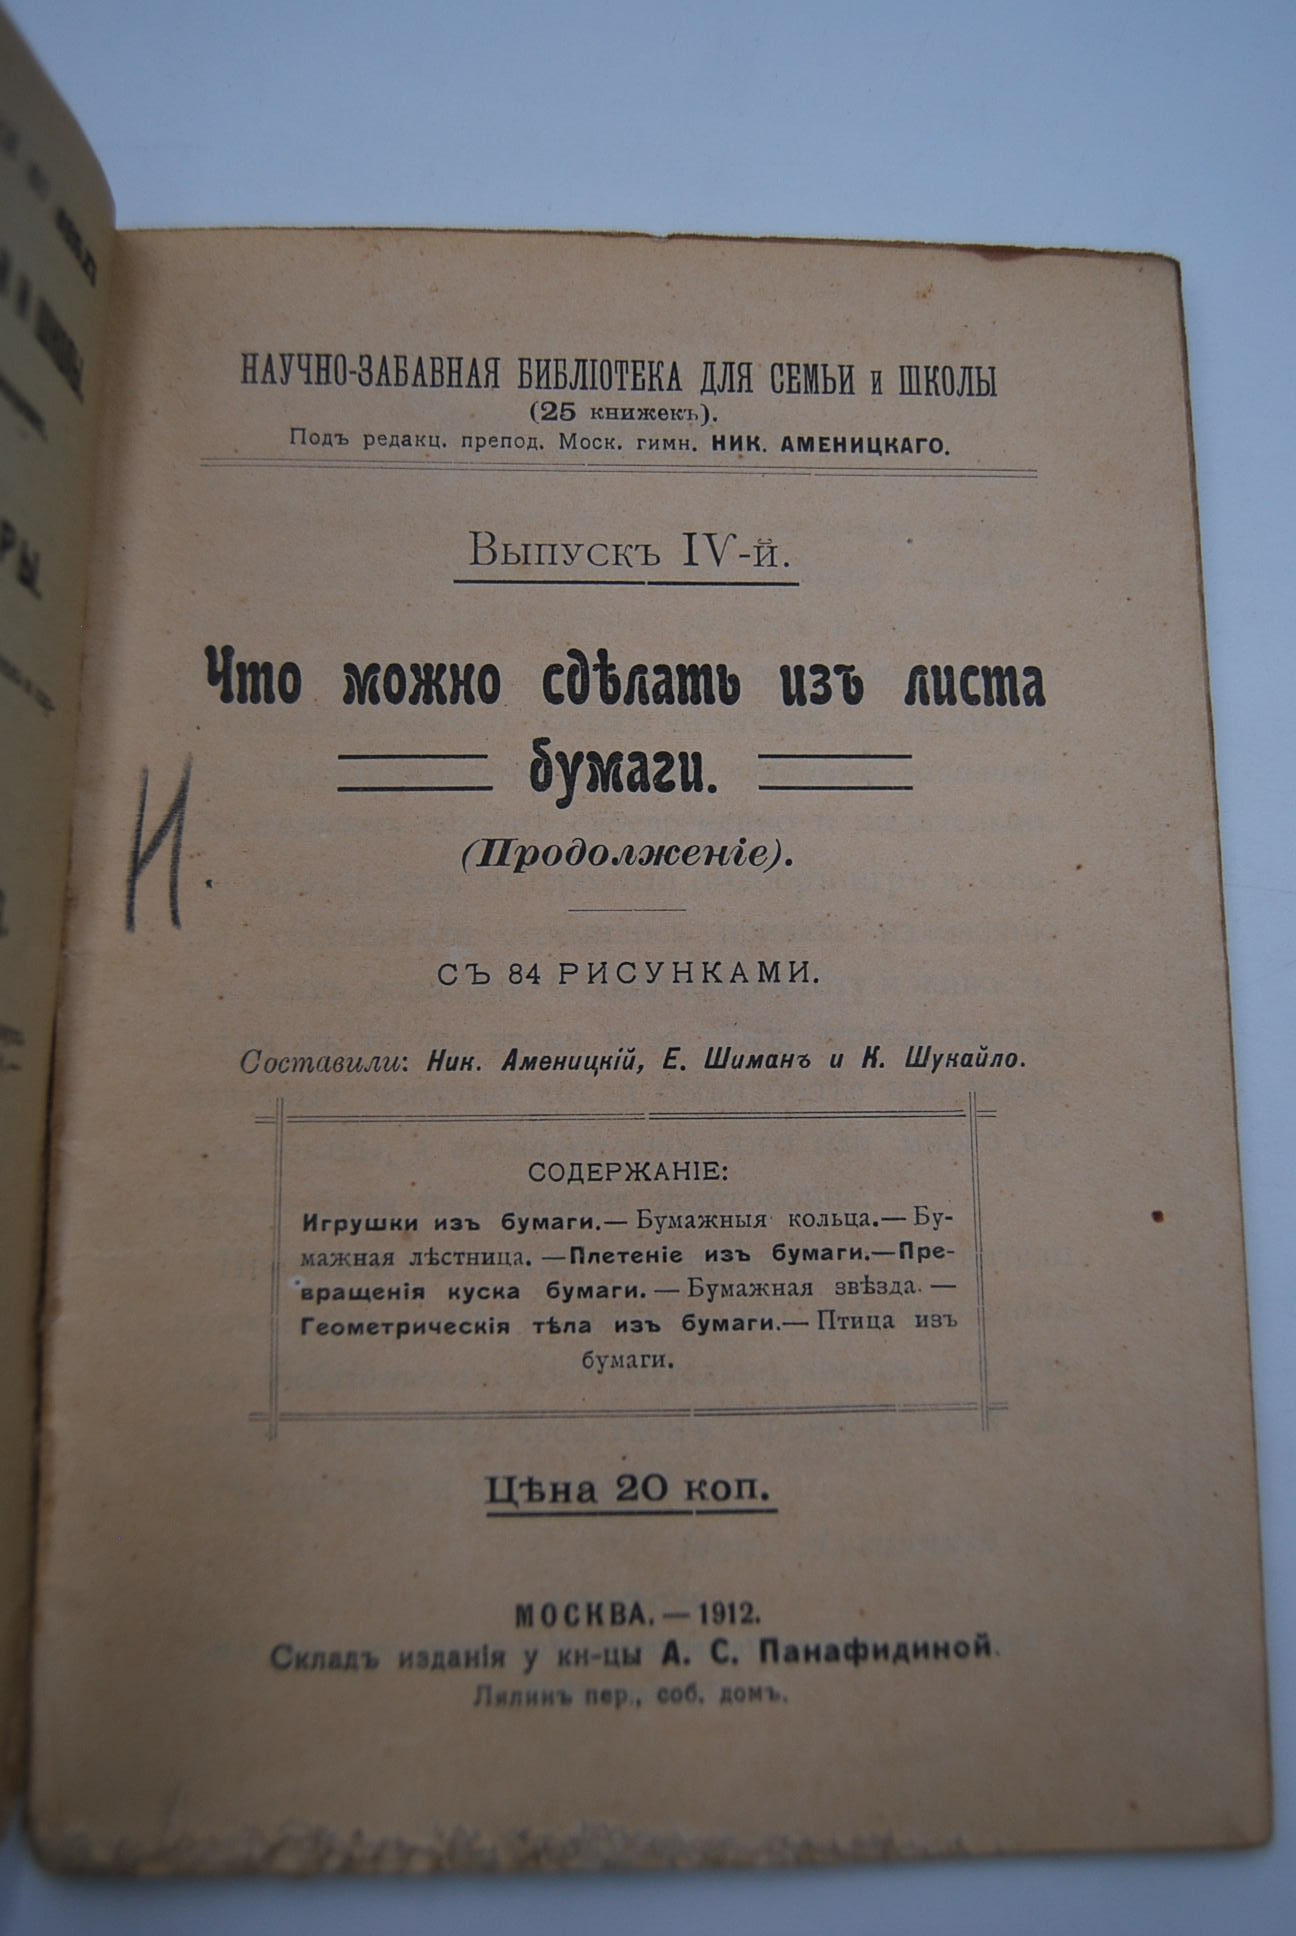 НАУЧНО-ЗАБАВНАЯ БИБЛІОТЕКА ДЛЯ СЕМЬИ и ШКОЛЫ
(25 книжекъ).
Подъ редакц. препод. Моск. гимн. НИК. АМЕНИЦКАГО.
Выпускъ IV-й.
Что можно сдѣлать изъ листа
бумаги.
(Продолженіе).
И.
СЪ 84 РИСУНКАМИ.
Составили: Ник. Аменицкій, Е. Шиманъ и К. Шукайло.
СОДЕРЖАНІЕ:
Игрушки изъ бумаги.— Бумажныя кольца.— Бу-
мажная лѣстница. —Плетеніе изъ бумаги.—Пре-
вращенія куска бумаги. — Бумажная звѣзда. —
Геометрическія тѣла изъ бумаги.— Птица изъ
бумаги.
Цѣна 20 коп.
МОСКВА. — 1912.
Складъ изданія у кн-цы А. С. Панафидиной.
Лялинъ пер., соб. домъ.